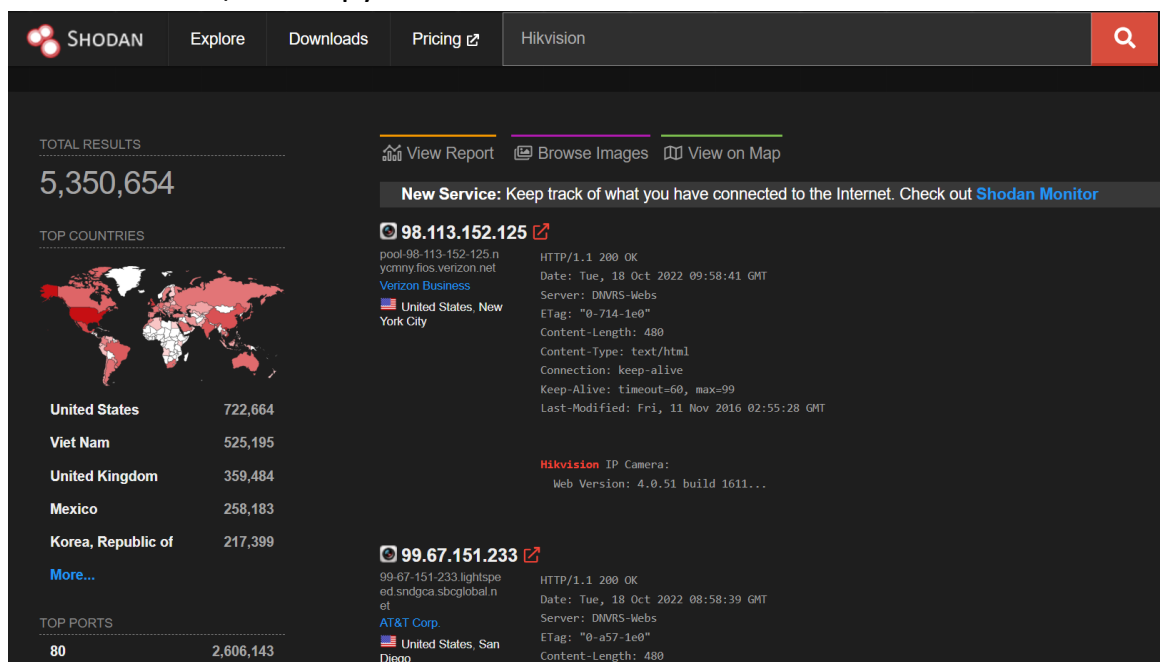 SHODAN Explore Downloads Pricing Hikvision
TOTAL RESULTS
5,350,654
TOP COUNTRIES
United States 722,664
Viet Nam 525,195
United Kingdom 359,484
Mexico 258,183
Korea, Republic of 217,399
More...
TOP PORTS
80 2,606,143
View Report Browse Images View on Map
New Service: Keep track of what you have connected to the Internet. Check out Shodan Monitor
98.113.152.125
pool-98-113-152-125.n
ycmny.fios.verizon.net
Verizon Business
United States, New
York City
HTTP/1.1 200 OK
Date: Tue, 18 Oct 2022 09:58:41 GMT
Server: DNVRS-Webs
ETag: "0-714-1e0"
Content-Length: 480
Content-Type: text/html
Connection: keep-alive
Keep-Alive: timeout=60, max=99
Last-Modified: Fri, 11 Nov 2016 02:55:28 GMT
Hikvision IP Camera:
Web Version: 4.0.51 build 1611...
99.67.151.233
99-67-151-233.lightspe
ed.sndgca.sbcglobal.n
et
AT&T Corp.
United States, San
Diego
HTTP/1.1 200 OK
Date: Tue, 18 Oct 2022 08:58:39 GMT
Server: DNVRS-Webs
ETag: "0-a57-1e0"
Content-Length: 480